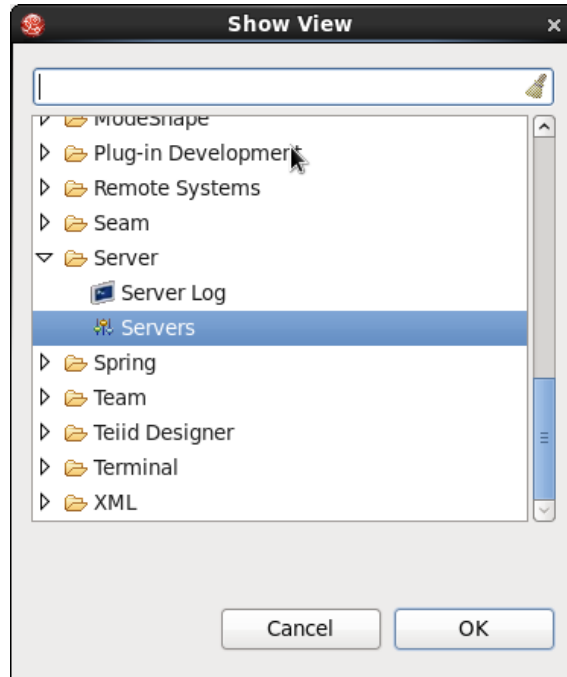 Show View
ModeShape
Plug-in Development
Remote Systems
Seam
Server
Server Log
Servers
Spring
Team
Teiid Designer
Terminal
XML
Cancel
OK